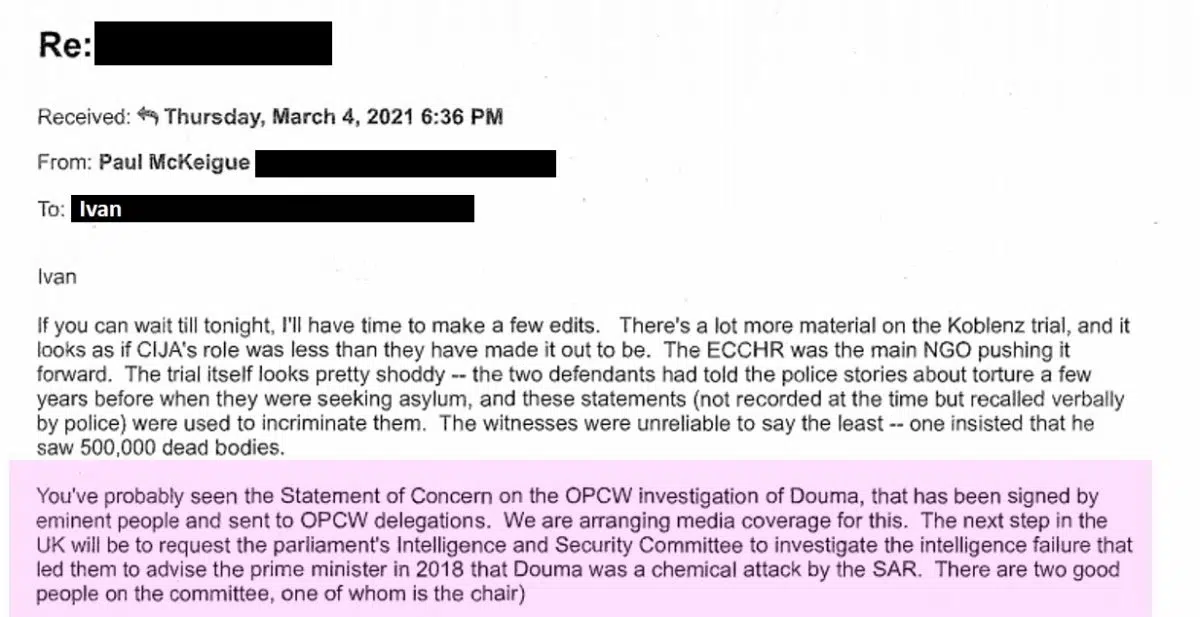 Re:
Received: Thursday, March 4, 2021 6:36 PM
From: Paul McKeigue
To: Ivan
Ivan
If you can wait till tonight, I'll have time to make a few edits. There's a lot more material on the Koblenz trial, and it
looks as if CIJA's role was less than they have made it out to be. The ECCHR was the main NGO pushing it
forward. The trial itself looks pretty shoddy -- the two defendants had told the police stories about torture a few
years before when they were seeking asylum, and these statements (not recorded at the time but recalled verbally
by police) were used to incriminate them. The witnesses were unreliable to say the least -- one insisted that he
saw 500,000 dead bodies.
You've probably seen the Statement of Concern on the OPCW investigation of Douma, that has been signed by
eminent people and sent to OPCW delegations. We are arranging media coverage for this. The next step in the
UK will be to request the parliament's Intelligence and Security Committee to investigate the intelligence failure that
led them to advise the prime minister in 2018 that Douma was a chemical attack by the SAR. There are two good
people on the committee, one of whom is the chair)